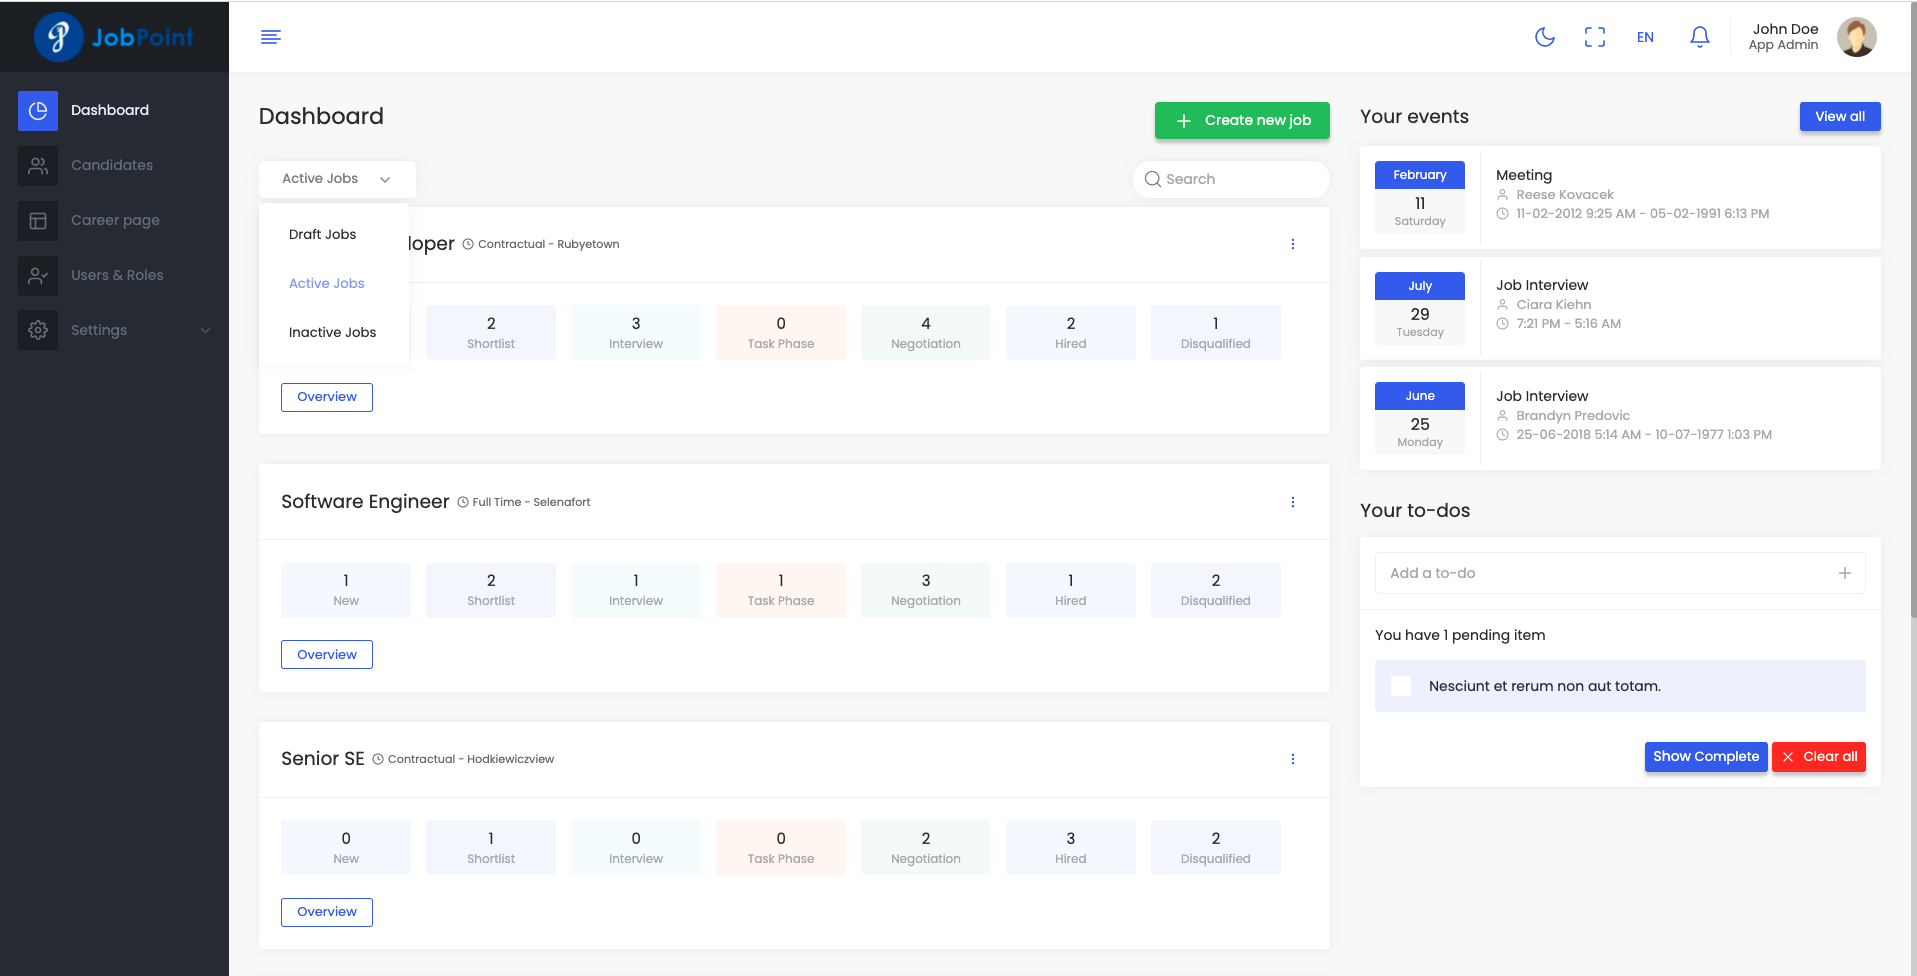 JobPoint
EN
John Doe
App Admin
Dashboard
Candidates
Career page
Users & Roles
Settings
Dashboard
Create new job
Active Jobs
Search
Draft Jobs
Active Jobs
Inactive Jobs
loper Contractual - Rubyetown
2 3 0 4 2 1
Shortlist Interview Task Phase Negotiation Hired Disqualified
Overview
Software Engineer Full Time - Selenafort
1 2 1 1 3 1 2
New Shortlist Interview Task Phase Negotiation Hired Disqualified
Overview
Senior SE Contractual - Hodkiewiczview
0 1 0 0 2 3 2
New Shortlist Interview Task Phase Negotiation Hired Disqualified
Overview
Your events
View all
February
11
Saturday
Meeting
Reese Kovacek
11-02-2012 9:25 AM - 05-02-1991 6:13 PM
July
29
Tuesday
Job Interview
Ciara Kiehn
7:21 PM - 5:16 AM
June
25
Monday
Job Interview
Brandyn Predovic
25-06-2018 5:14 AM - 10-07-1977 1:03 PM
Your to-dos
Add a to-do
You have 1 pending item
Nesciunt et rerum non aut totam.
Show Complete
Clear all